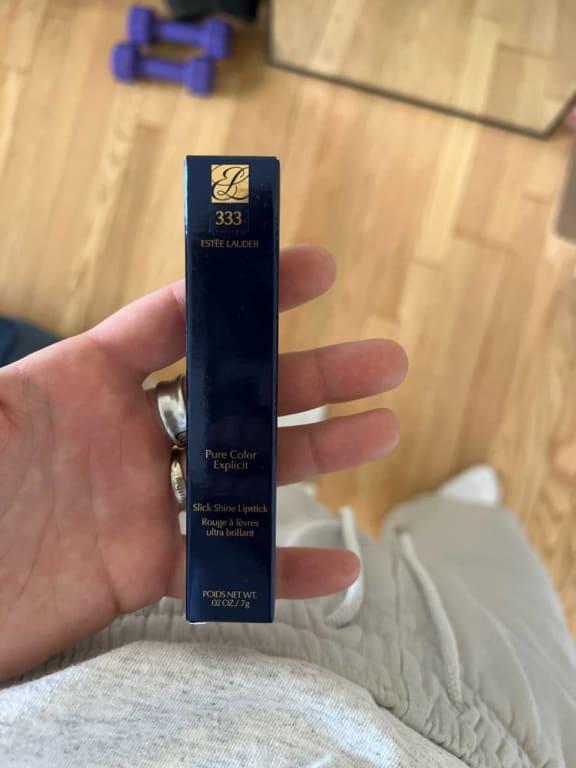 EL
333
ESTĒE LAUDER
Pure Color
Explicit
Slick Shine Lipstick
Rouge à lèvres
ultra brillant
POIDS NET WT.
.02 OZ./.7g